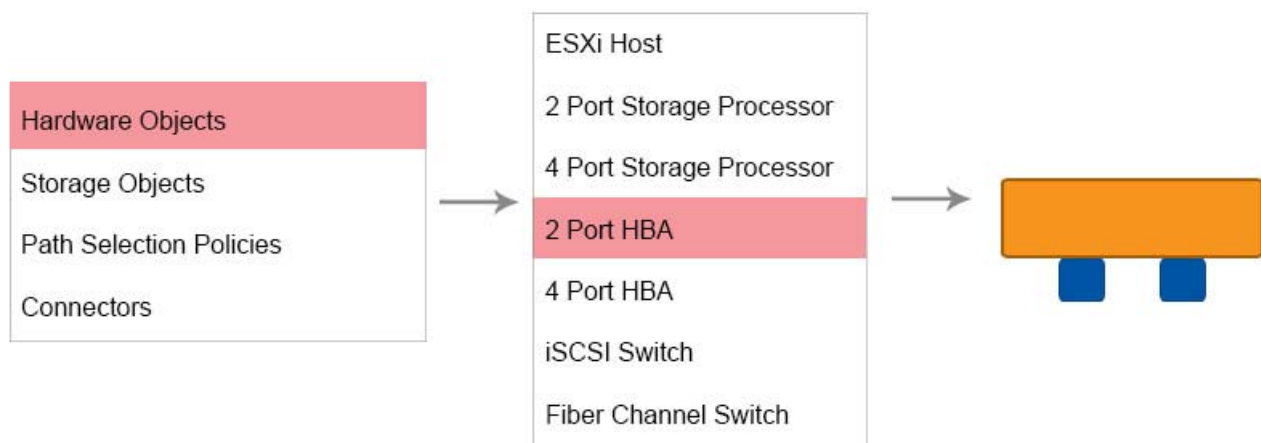 Hardware Objects
Storage Objects
Path Selection Policies
Connectors
ESXi Host
2 Port Storage Processor
4 Port Storage Processor
2 Port HBA
4 Port HBA
iSCSI Switch
Fiber Channel Switch